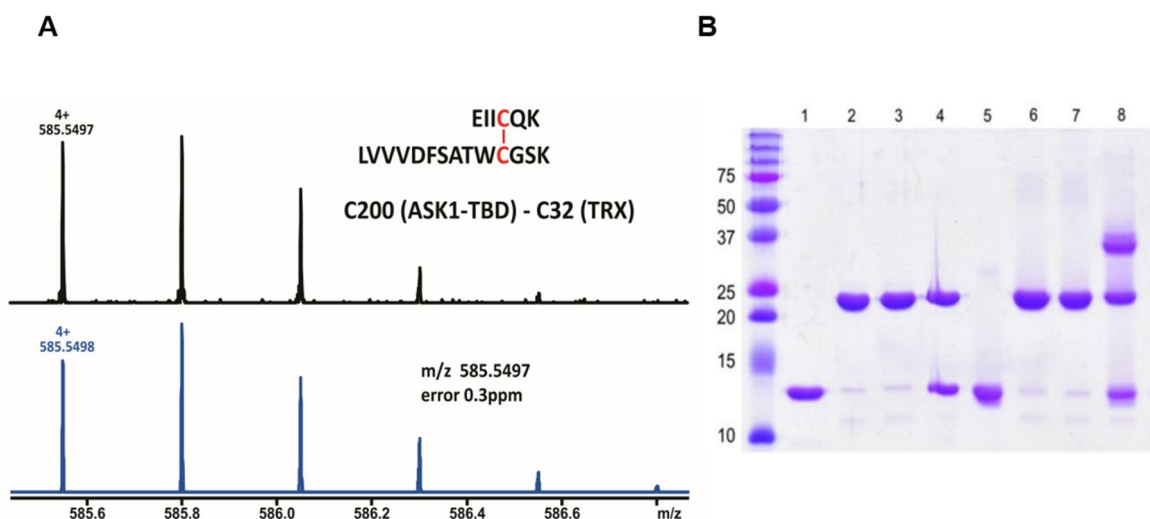 A
B
4+
585.5497
EIICQK
LVVVDFSATWCGSK
C200 (ASK1-TBD) - C32 (TRX)
4+
585.5498
m/z 585.5497
error 0.3ppm
585.6 585.8 586.0 586.2 586.4 586.6 m/z
1 2 3 4 5 6 7 8
75
50
37
25
20
15
10